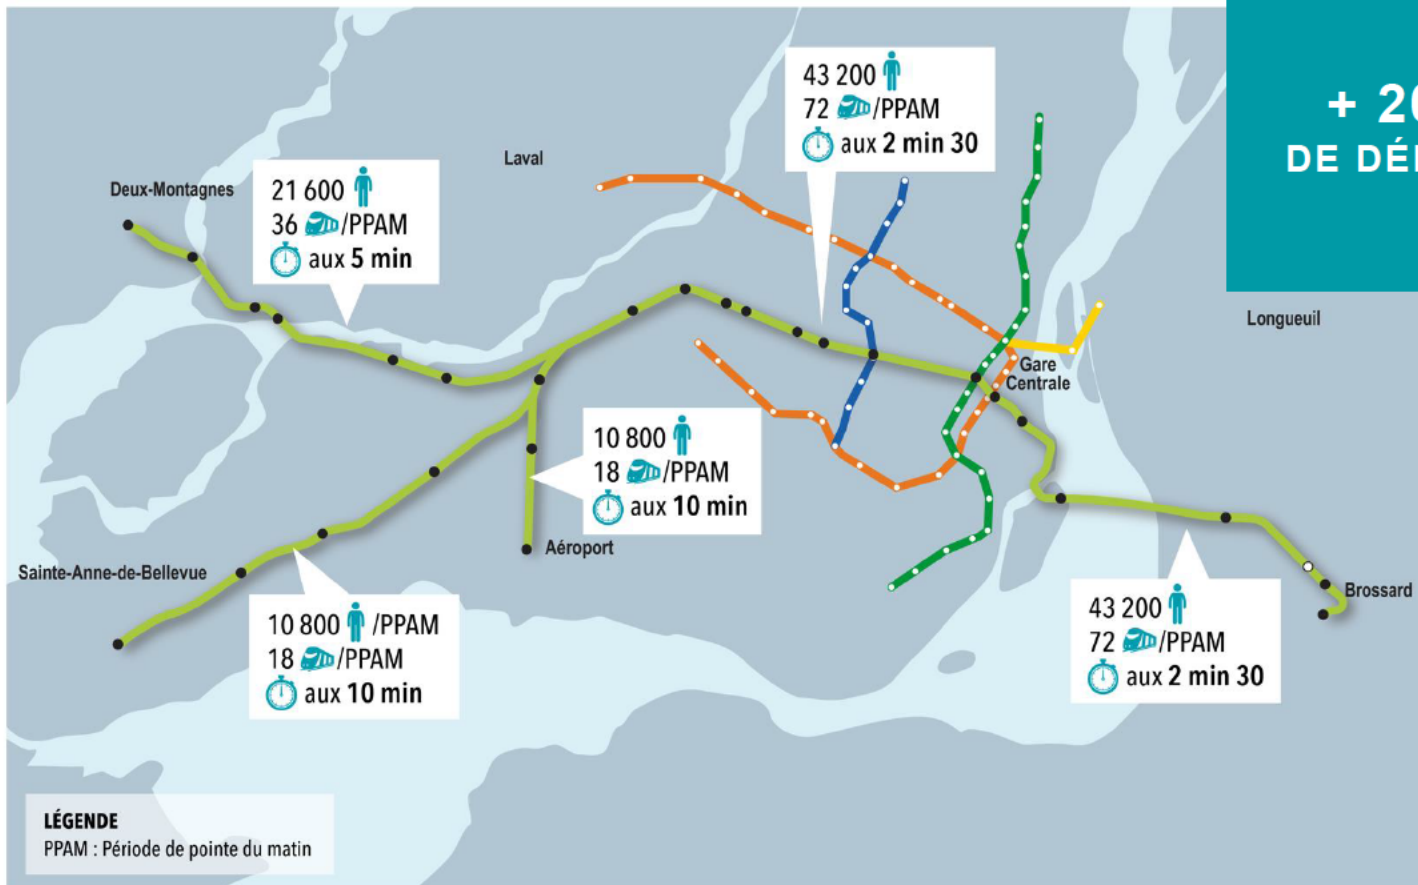 + 20
DE DÉ
Laval
43 200
72 /PPAM
aux 2 min 30
Deux-Montagnes
21 600
36 /PPAM
aux 5 min
Longueuil
Gare
Centrale
10 800
18 /PPAM
aux 10 min
Aéroport
Sainte-Anne-de-Bellevue
10 800 /PPAM
18 /PPAM
aux 10 min
Brossard
43 200
72 /PPAM
aux 2 min 30
LÉGENDE
PPAM : Période de pointe du matin